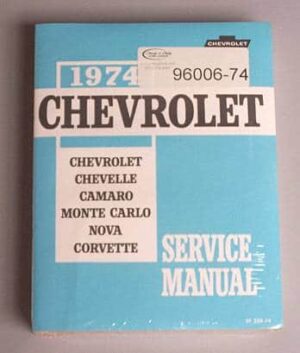 CHEVROLET
1974
96006-74
CHEVROLET
CHEVROLET
CHEVELLE
CAMARO
MONTE CARLO
NOVA
CORVETTE
SERVICE
MANUAL